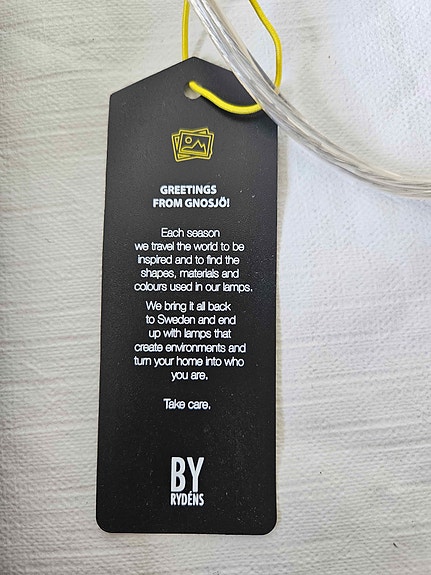 GREETINGS
FROM GNOSJÖ!
Each season
we travel the world to be
inspired and to find the
shapes, materials and
colours used in our lamps.
We bring it all back
to Sweden and end
up with lamps that
create environments and
turn your home into who
you are.
Take care.
BY
RYDÉNS